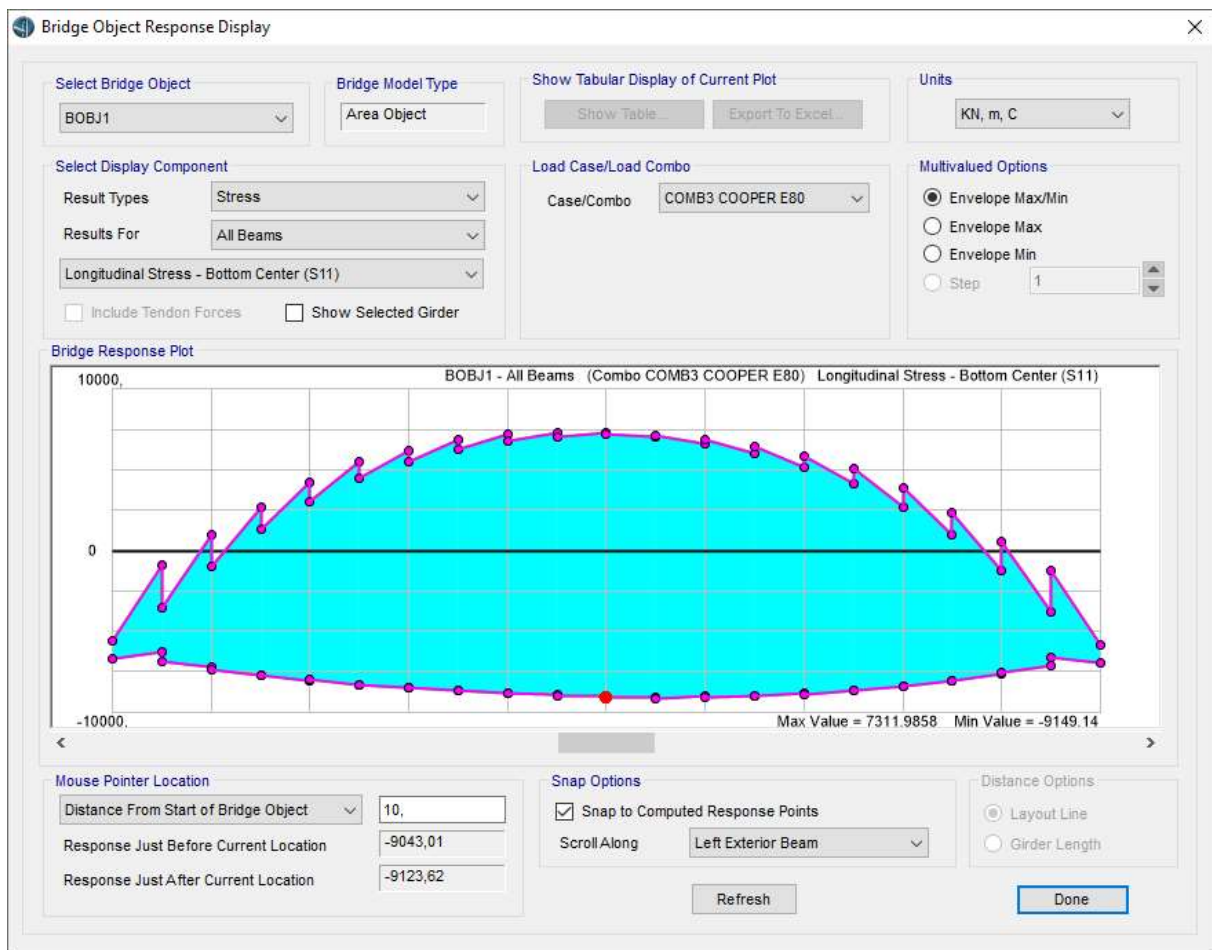 Bridge Object Response Display
Select Bridge Object
BOBJ1
Bridge Model Type
Area Object
Show Tabular Display of Current Plot
Show Table...
Export To Excel...
Units
KN, m, C
Select Display Component
Result Types
Stress
Results For
All Beams
Longitudinal Stress - Bottom Center (S11)
Include Tendon Forces
Show Selected Girder
Load Case/Load Combo
Case/Combo
COMB3 COOPER E80
Multivalued Options
Envelope Max/Min
Envelope Max
Envelope Min
Step
1
Bridge Response Plot
10000,
BOBJ1 - All Beams (Combo COMB3 COOPER E80) Longitudinal Stress - Bottom Center (S11)
0
-10000,
Max Value = 7311.9858 Min Value = -9149.14
Mouse Pointer Location
Distance From Start of Bridge Object
10,
Response Just Before Current Location
-9043,01
Response Just After Current Location
-9123,62
Snap Options
Snap to Computed Response Points
Scroll Along
Left Exterior Beam
Distance Options
Layout Line
Girder Length
Refresh
Done